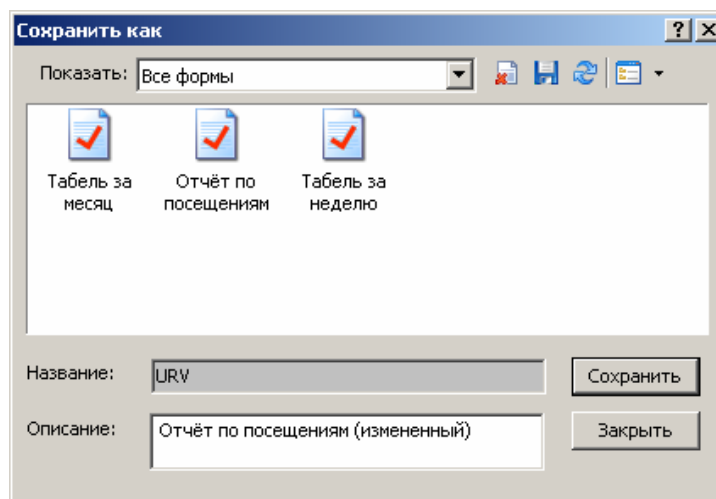 Сохранить как
Показать: Все формы
Табель за месяц
Отчёт по посещениям
Табель за неделю
Название: URV
Сохранить
Описание: Отчёт по посещениям (измененный)
Закрыть